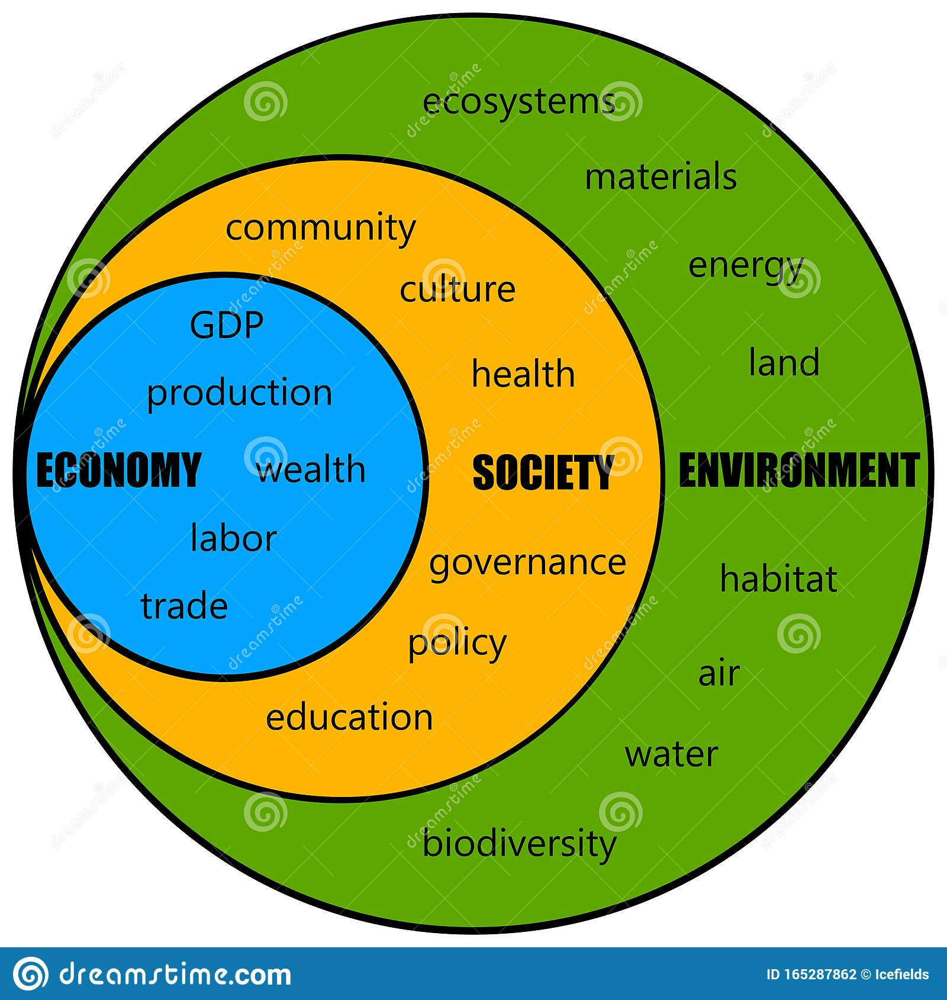 ecosystems
materials
community
energy
culture
GDP
land
health
production
ECONOMY wealth SOCIETY ENVIRONMENT
labor
governance
habitat
trade
policy
air
education
water
biodiversity
dreamstime.com
ID 165287862 © Icefields